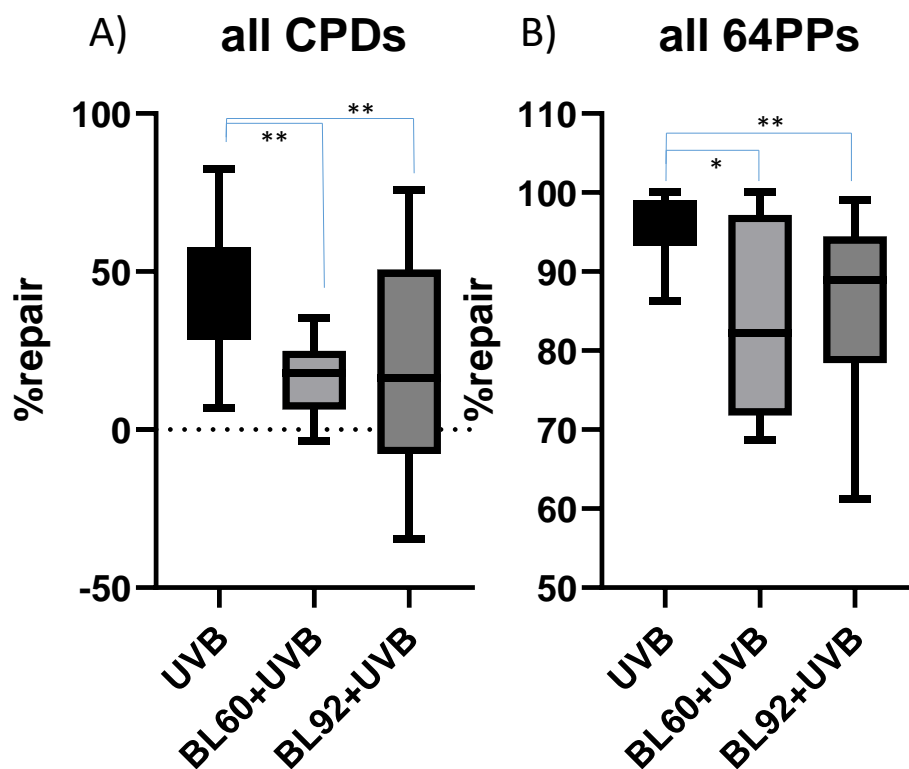 A) all CPDs
%repair
100
50
0
-50
**
**
UVB
BL60+UVB
BL92+UVB
B) all 64PPs
%repair
110
100
90
80
70
60
50
**
*
UVB
BL60+UVB
BL92+UVB